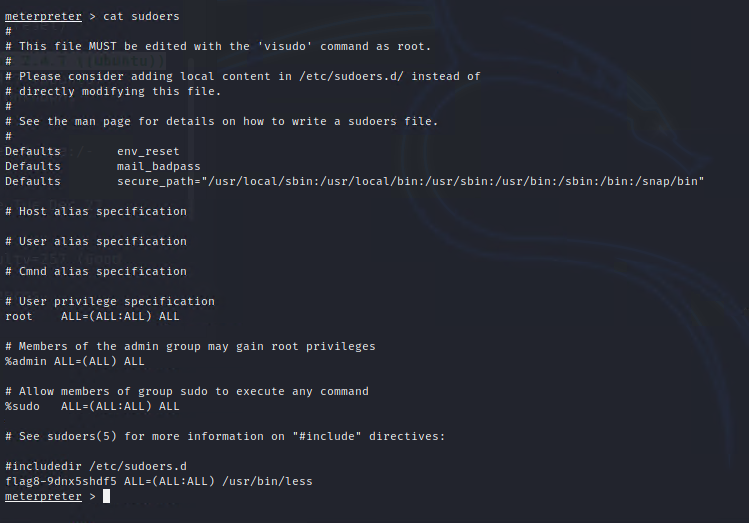 meterpreter > cat sudoers
#
# This file MUST be edited with the 'visudo' command as root.
#
# Please consider adding local content in /etc/sudoers.d/ instead of
# directly modifying this file.
#
# See the man page for details on how to write a sudoers file.
#
Defaults        env_reset
Defaults        mail_badpass
Defaults        secure_path="/usr/local/sbin:/usr/local/bin:/usr/sbin:/usr/bin:/sbin:/bin:/snap/bin"

# Host alias specification

# User alias specification

# Cmnd alias specification

# User privilege specification
root    ALL=(ALL:ALL) ALL

# Members of the admin group may gain root privileges
%admin ALL=(ALL) ALL

# Allow members of group sudo to execute any command
%sudo   ALL=(ALL:ALL) ALL

# See sudoers(5) for more information on "#include" directives:

#includedir /etc/sudoers.d
flag8-9dnx5shdf5 ALL=(ALL:ALL) /usr/bin/less
meterpreter >